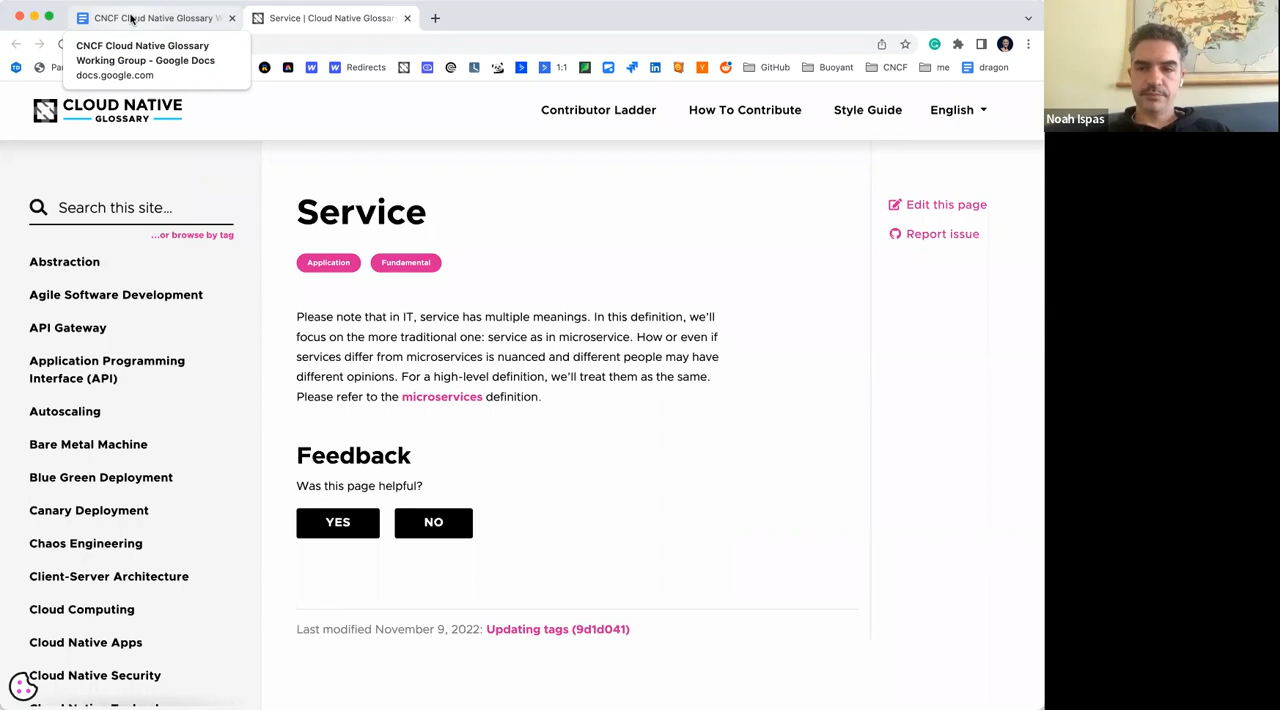 CNCF Cloud Native Glossary W
Service | Cloud Native Glossar
CNCF Cloud Native Glossary
Working Group - Google Docs
docs.google.com
Redirects
1:1
GitHub
Buoyant
CNCF
me
dragon
CLOUD NATIVE
GLOSSARY
Contributor Ladder
How To Contribute
Style Guide
English
Noah Ispas
Search this site...
...or browse by tag
Abstraction
Agile Software Development
API Gateway
Application Programming
Interface (API)
Autoscaling
Bare Metal Machine
Blue Green Deployment
Canary Deployment
Chaos Engineering
Client-Server Architecture
Cloud Computing
Cloud Native Apps
Cloud Native Security
Service
Application
Fundamental
Please note that in IT, service has multiple meanings. In this definition, we'll
focus on the more traditional one: service as in microservice. How or even if
services differ from microservices is nuanced and different people may have
different opinions. For a high-level definition, we'll treat them as the same.
Please refer to the microservices definition.
Feedback
Was this page helpful?
YES
NO
Last modified November 9, 2022: Updating tags (9d1d041)
Edit this page
Report issue